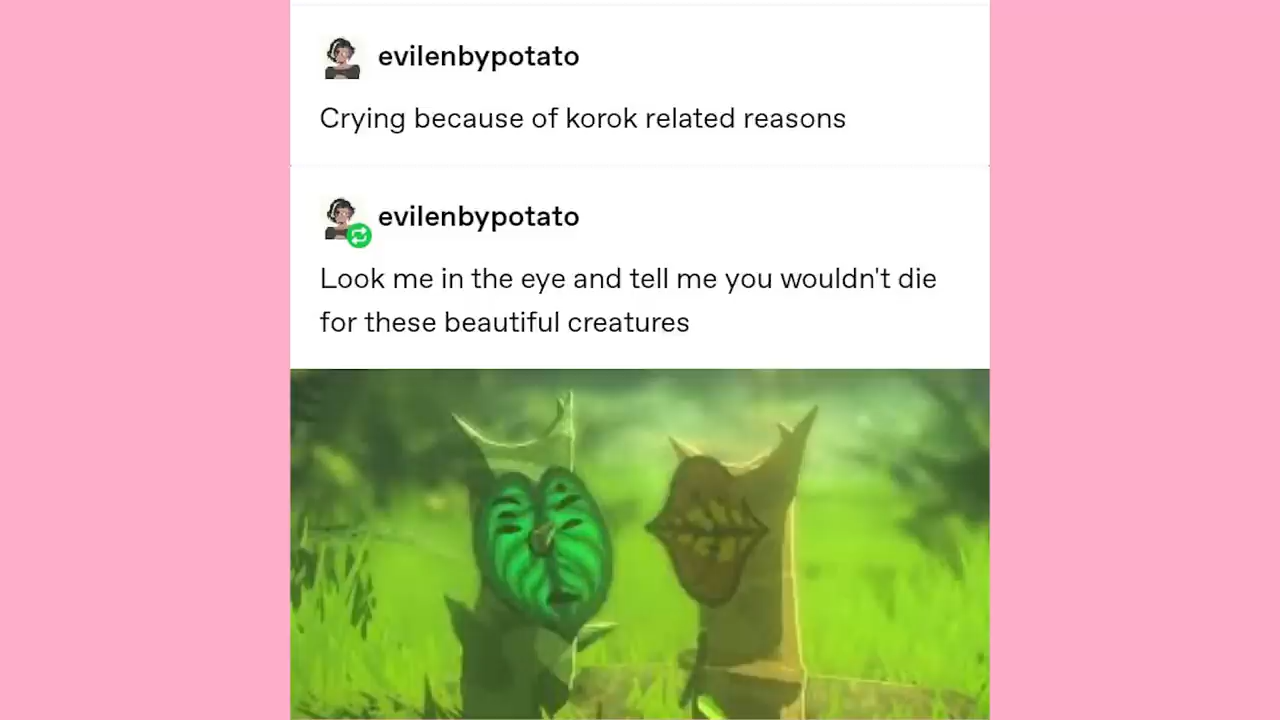 evilenbypotato
Crying because of korok related reasons
evilenbypotato
Look me in the eye and tell me you wouldn't die
for these beautiful creatures